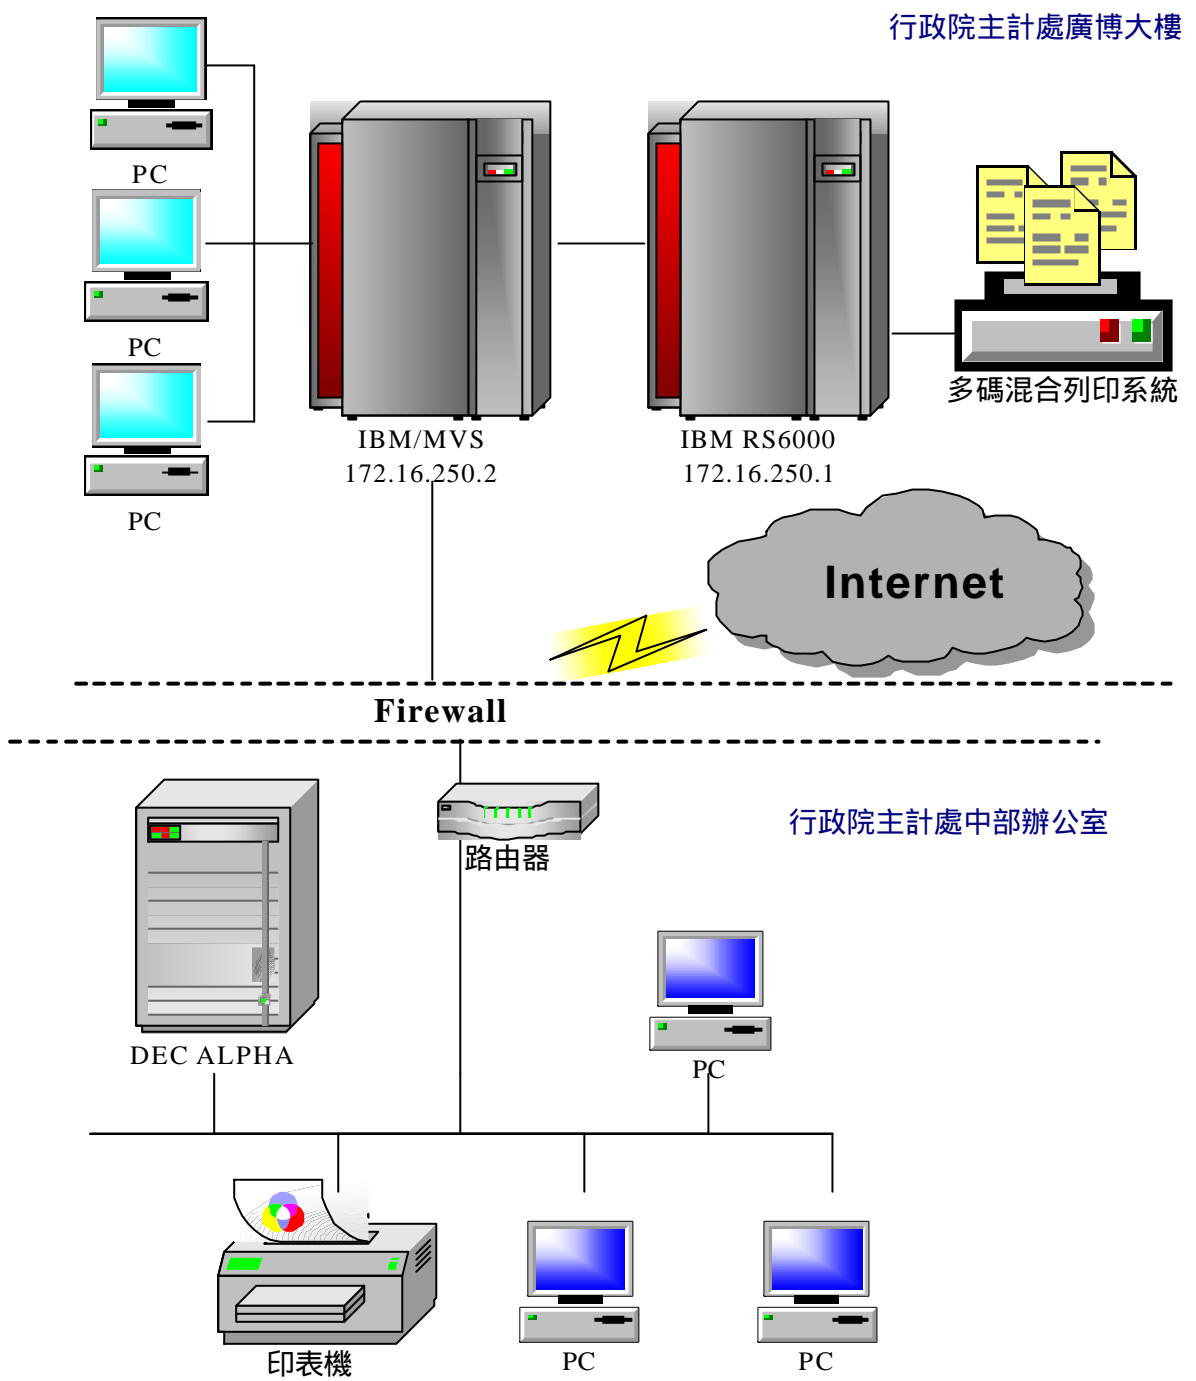 行政院主計處廣博大樓
PC
PC
PC
IBM/MVS
172.16.250.2
IBM RS6000
172.16.250.1
多碼混合列印系統
Internet
Firewall
行政院主計處中部辦公室
路由器
DEC ALPHA
PC
印表機
PC
PC